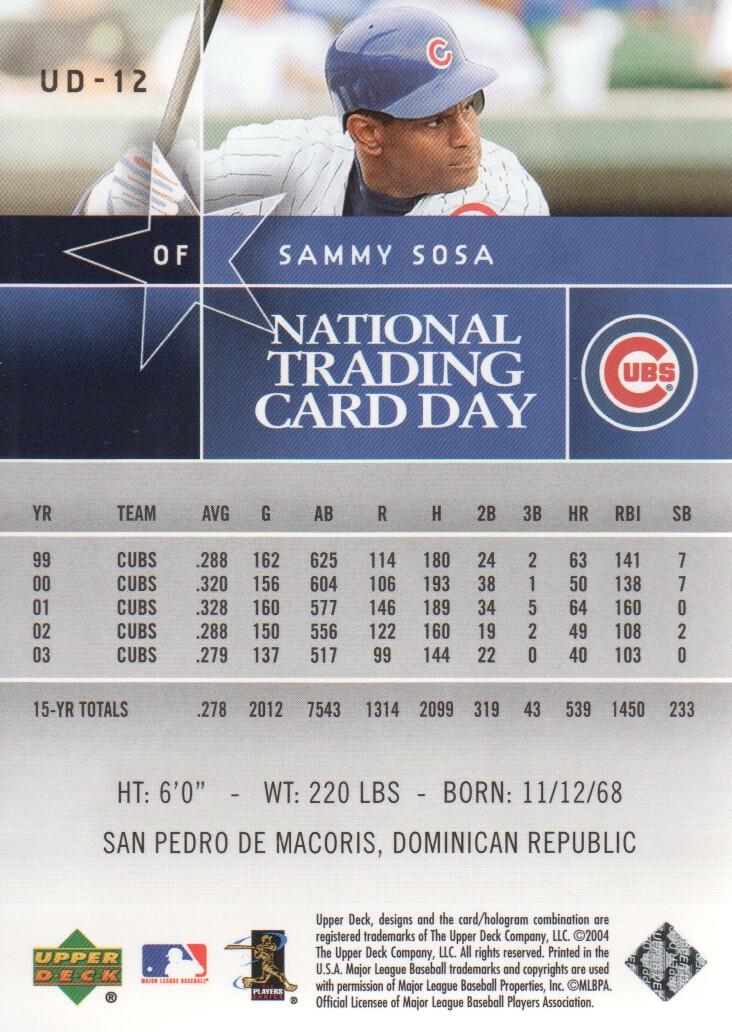 UD-12
C
OF SAMMY SOSA
NATIONAL
TRADING
CARD DAY
CUBS®
YR TEAM AVG G AB R H 2B 3B HR RBI SB
99 CUBS .288 162 625 114 180 24 2 63 141 7
00 CUBS .320 156 604 106 193 38 1 50 138 7
01 CUBS .328 160 577 146 189 34 5 64 160 0
02 CUBS .288 150 556 122 160 19 2 49 108 2
03 CUBS .279 137 517 99 144 22 0 40 103 0
15-YR TOTALS .278 2012 7543 1314 2099 319 43 539 1450 233
HT: 6'0" - WT: 220 LBS - BORN: 11/12/68
SAN PEDRO DE MACORIS, DOMINICAN REPUBLIC
UPPER
D·E·C·K
®
MAJOR LEAGUE BASEBALL
PLAYERS
CHOICE
®
Upper Deck, designs and the card/hologram combination are
registered trademarks of The Upper Deck Company, LLC. ©2004
The Upper Deck Company, LLC. All rights reserved. Printed in the
U.S.A. Major League Baseball trademarks and copyrights are used
with permission of Major League Baseball Properties, Inc. ©MLBPA.
Official Licensee of Major League Baseball Players Association.